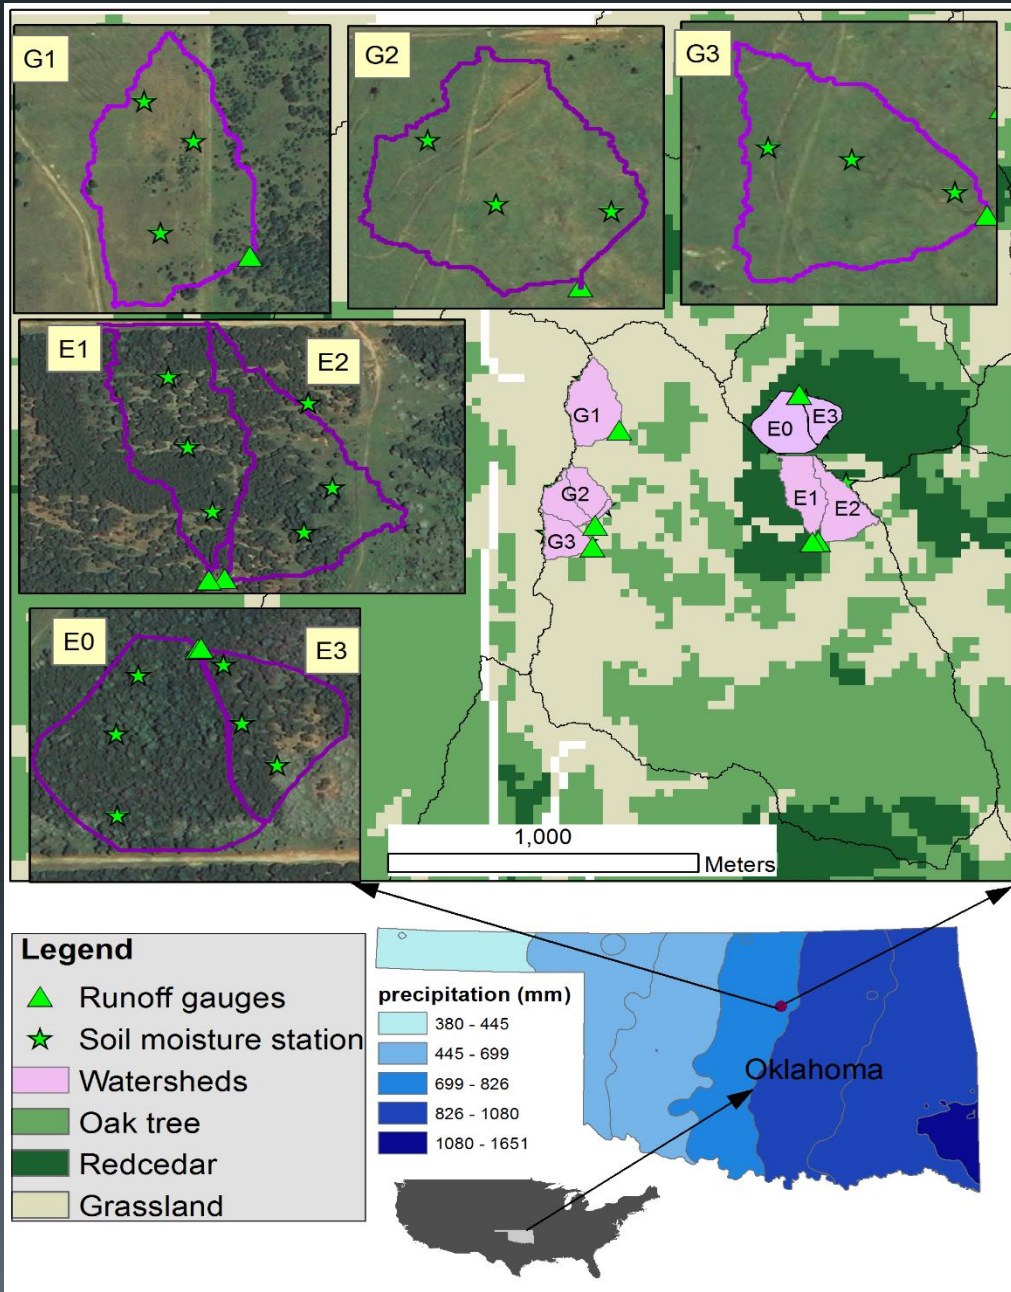 G1
G2
G3
E1
E2
E0
E3
G1
G2
G3
E0
E3
E1
E2
1,000
Meters
Legend
Runoff gauges
Soil moisture station
Watersheds
Oak tree
Redcedar
Grassland
precipitation (mm)
380 - 445
445 - 699
699 - 826
826 - 1080
1080 - 1651
Oklahoma